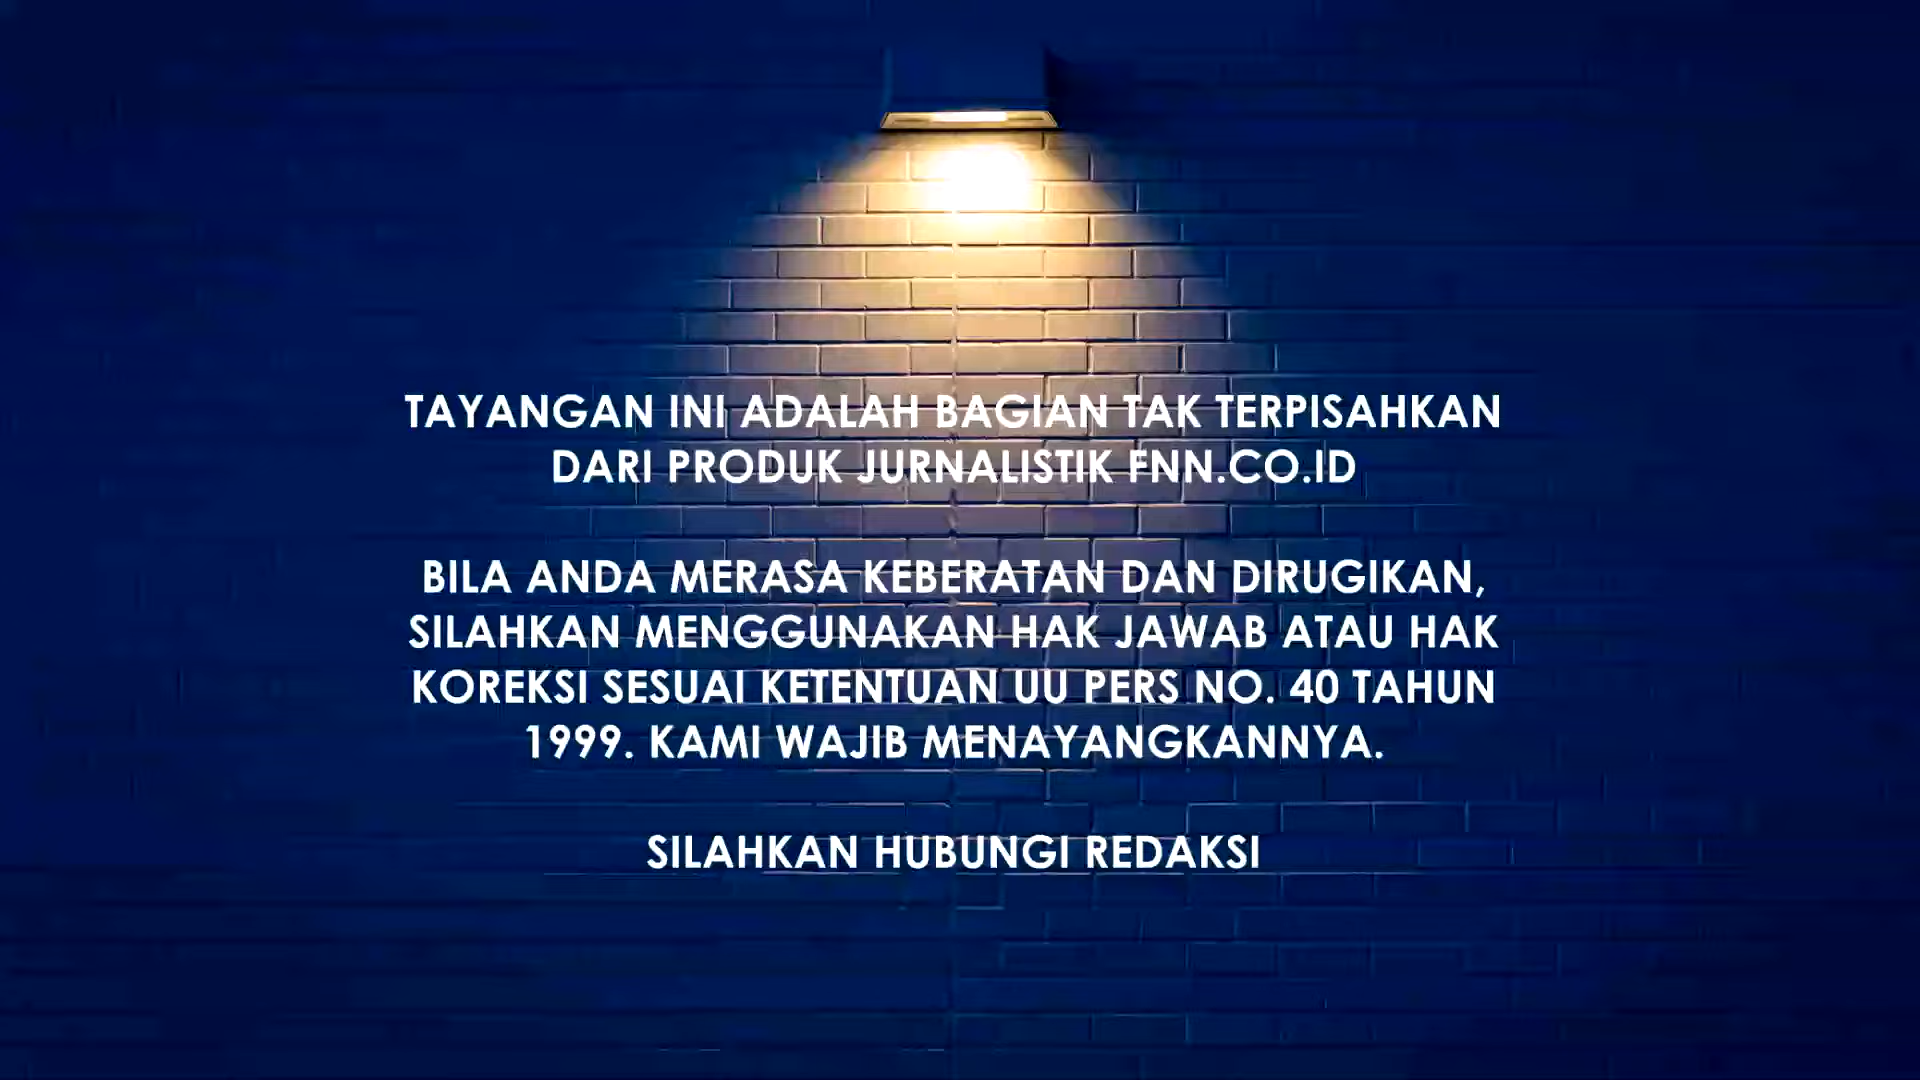 TAYANGAN INI ADALAH BAGIAN TAK TERPISAHKAN
DARI PRODUK JURNALISTIK FNN.CO.ID
BILA ANDA MERASA KEBERATAN DAN DIRUGIKAN,
SILAHKAN MENGGUNAKAN HAK JAWAB ATAU HAK
KOREKSI SESUAI KETENTUAN UU PERS NO. 40 TAHUN
1999. KAMI WAJIB MENAYANGKANNYA.
SILAHKAN HUBUNGI REDAKSI